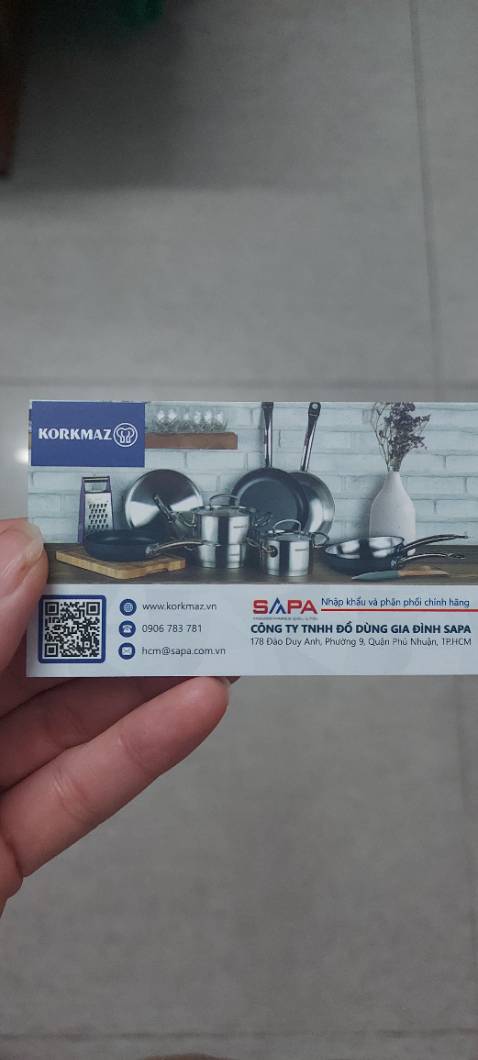 KORKMAZ
www.korkmaz.vn
0906 783 781
hcm@sapa.com.vn
SAPA
Nhập khẩu và phân phối chính hãng
CÔNG TY TNHH ĐỒ DÙNG GIA ĐÌNH SAPA
178 Đào Duy Anh, Phường 9, Quận Phú Nhuận, TP.HCM